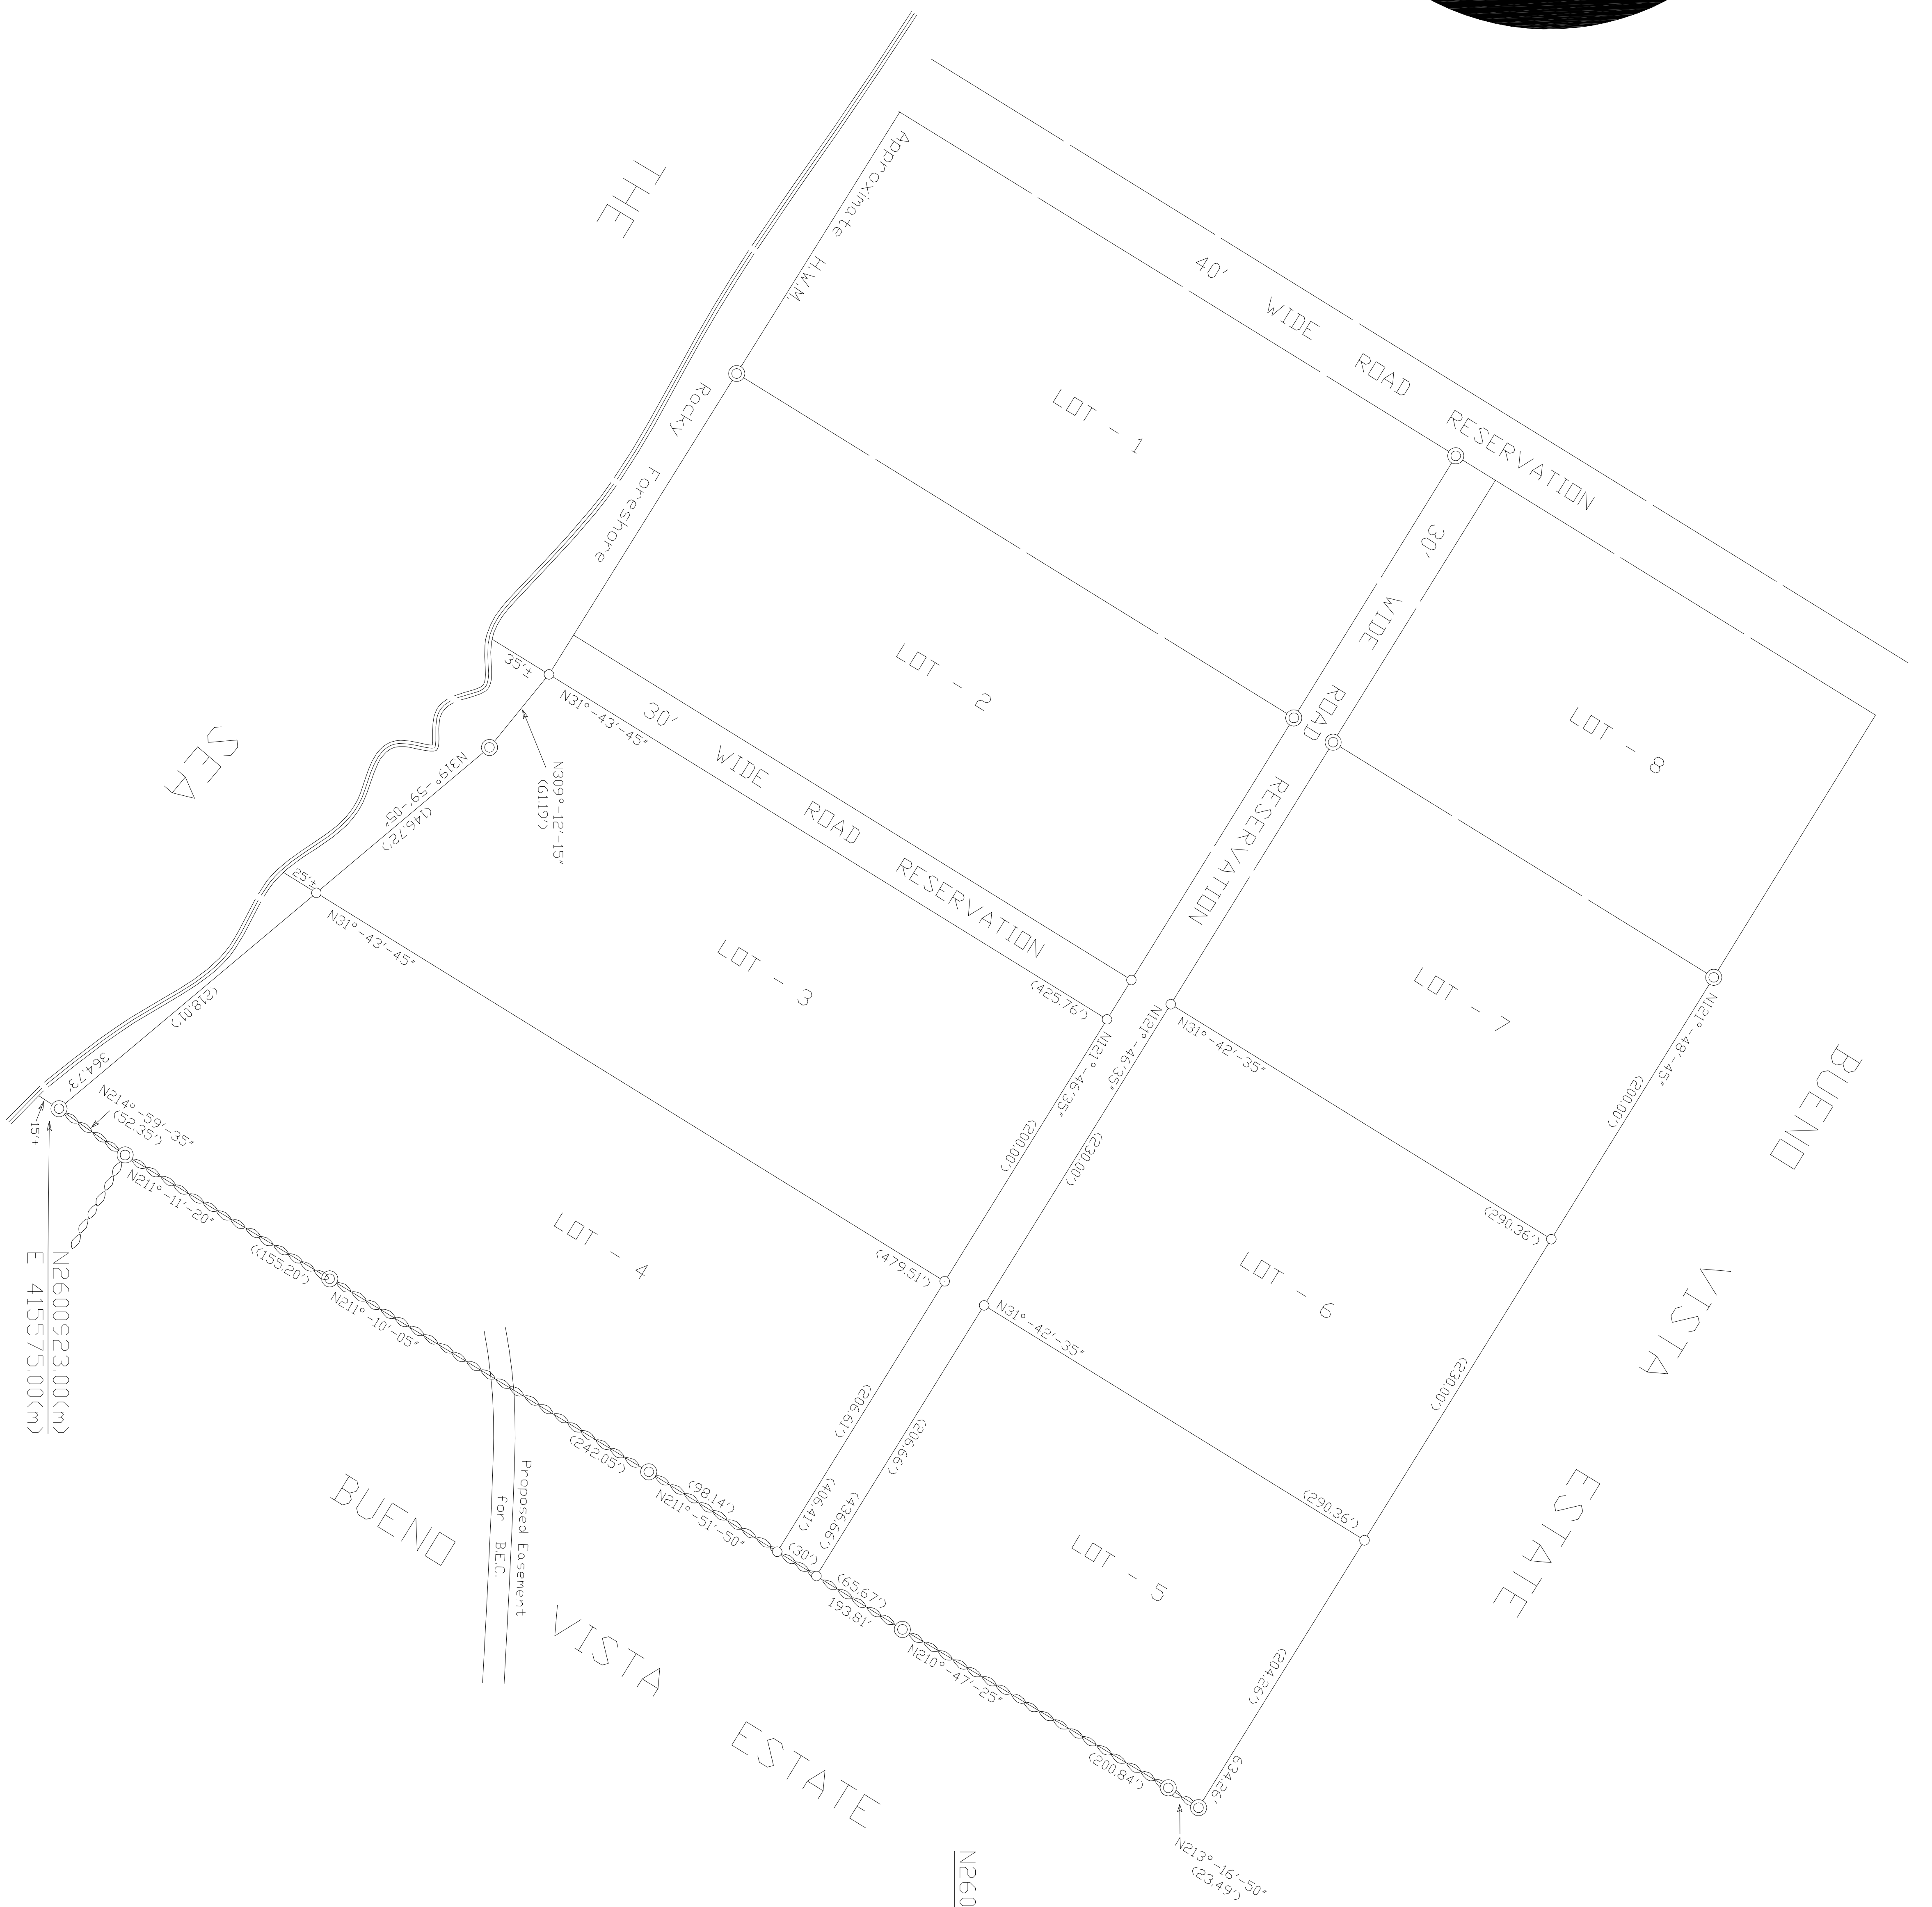 THE
SEA
Approximate H.W.M.
Rocky Foreshore
40' WIDE ROAD RESERVATION
LOT - 1
LOT - 2
30' WIDE ROAD RESERVATION
LOT - 8
LOT - 7
35'±
N31°-43'-45"
30' WIDE ROAD RESERVATION
(425.76')
N309°-12'-15"
(61.19')
N319°-59'-05"
(146.72')
25'±
N31°-43'-45"
LOT - 3
(479.51')
(218.01')
364.73'
N121°-46'-35"
N121°-46'-35"
(200.00')
(230.00')
N31°-42'-35"
N121°-48'-45"
(200.00')
(290.36')
LOT - 6
(230.00')
N31°-42'-35"
(290.36')
LOT - 5
LOT - 4
(206.61')
(206.66')
(406.41')
(436.66')
(204.26')
634.26'
N214°-59'-35"
(52.35')
15'±
N211°-11'-20"
((155.20')
N211°-10'-05"
(242.05')
(98.14')
N211°-51'-50"
(30')
(65.67')
193.81'
N210°-47'-25"
(200.84')
N213°-16'-50"
(23.49')
N2600923.00(m)
E 415575.00(m)
Proposed Easement
for B.E.C.
BUENO VISTA ESTATE
BUENO VISTA ESTATE
N260